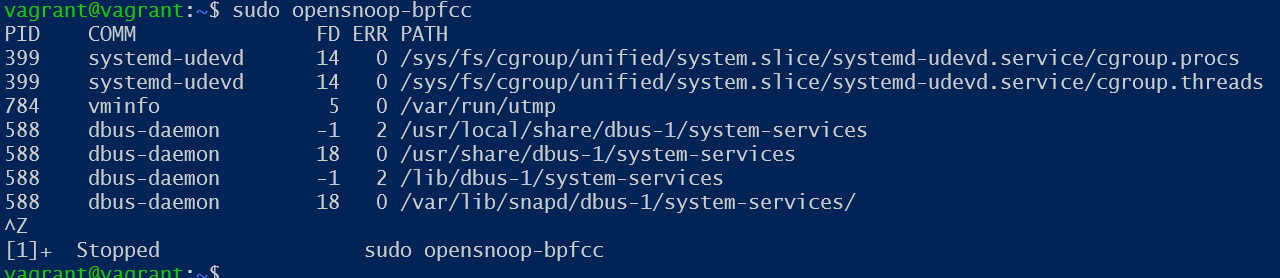 vagrant@vagrant:~$ sudo opensnoop-bpfcc
PID    COMM               FD ERR PATH
399    systemd-udevd      14   0 /sys/fs/cgroup/unified/system.slice/systemd-udevd.service/cgroup.procs
399    systemd-udevd      14   0 /sys/fs/cgroup/unified/system.slice/systemd-udevd.service/cgroup.threads
784    vminfo              5   0 /var/run/utmp
588    dbus-daemon        -1   2 /usr/local/share/dbus-1/system-services
588    dbus-daemon        18   0 /usr/share/dbus-1/system-services
588    dbus-daemon        -1   2 /lib/dbus-1/system-services
588    dbus-daemon        18   0 /var/lib/snapd/dbus-1/system-services/
^Z
[1]+  Stopped                 sudo opensnoop-bpfcc
vagrant@vagrant:~$